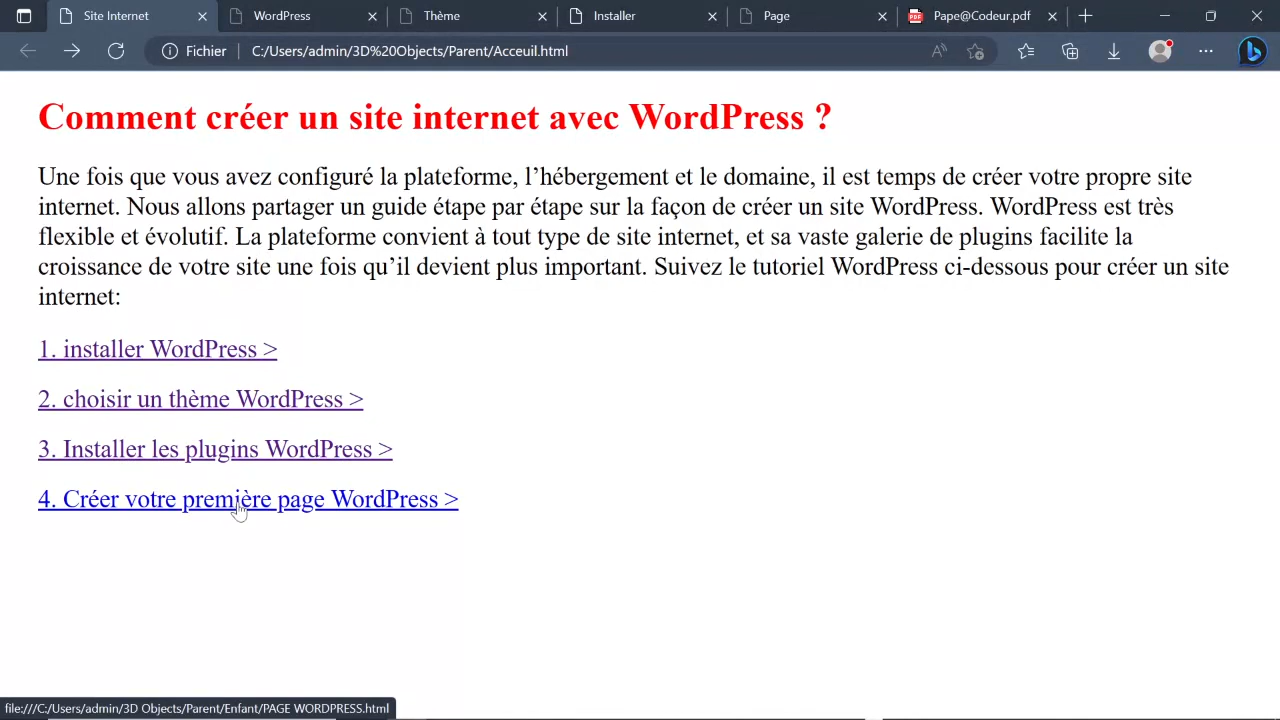 Site Internet
WordPress
Thème
Installer
Page
PDF
Pape@Codeur.pdf
Fichier
C:/Users/admin/3D%20Objects/Parent/Acceuil.html
Comment créer un site internet avec WordPress ?
Une fois que vous avez configuré la plateforme, l’hébergement et le domaine, il est temps de créer votre propre site
internet. Nous allons partager un guide étape par étape sur la façon de créer un site WordPress. WordPress est très
flexible et évolutif. La plateforme convient à tout type de site internet, et sa vaste galerie de plugins facilite la
croissance de votre site une fois qu’il devient plus important. Suivez le tutoriel WordPress ci-dessous pour créer un site
internet:
1. installer WordPress >
2. choisir un thème WordPress >
3. Installer les plugins WordPress >
4. Créer votre première page WordPress >
file:///C:/Users/admin/3D Objects/Parent/Enfant/PAGE WORDPRESS.html